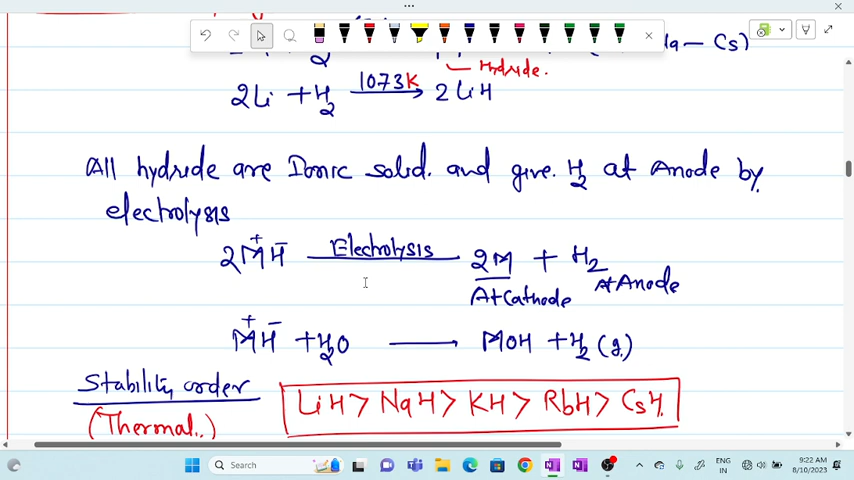 Na - Cs)
Hydride.
2Li + H2 1073K → 2LiH
All hydride are Ionic solid. and give. H2 at Anode by
electrolysis
2M⁺H⁻ Electrolysis 2M + H2
At Cathode At Anode
M⁺H⁻ + H2O → MOH + H2 (g.)
Stability order
(Thermal.)
LiH > NaH > KH > RbH > CsH.
Search
ENG
IN
9:22 AM
8/10/2023